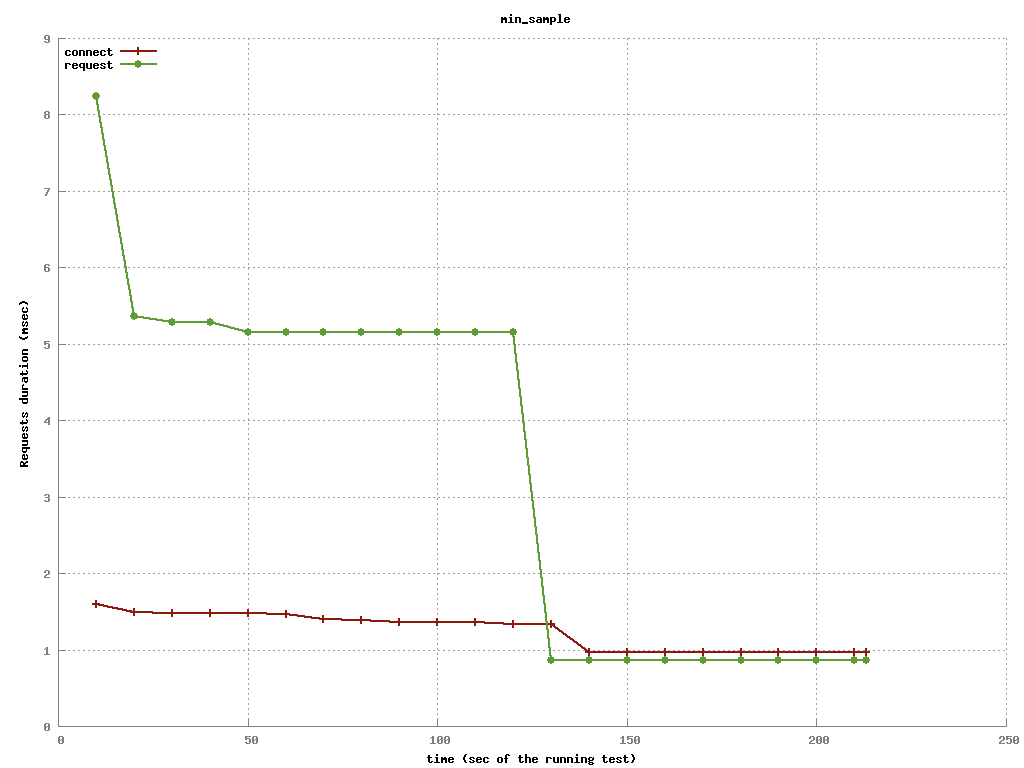 min_sample
connect
request
9
8
7
6
5
4
3
2
1
0
Requests duration (msec)
0 50 100 150 200 250
time (sec of the running test)